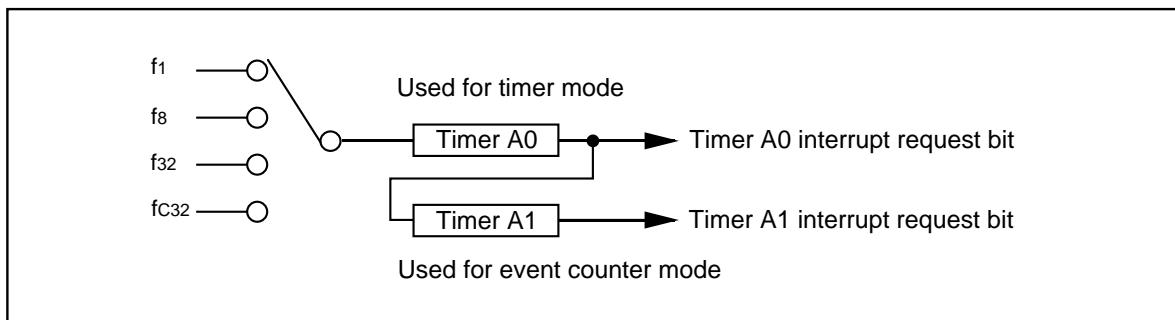 f1
Used for timer mode
f8
Timer A0
Timer A0 interrupt request bit
f32
fC32
Timer A1
Timer A1 interrupt request bit
Used for event counter mode